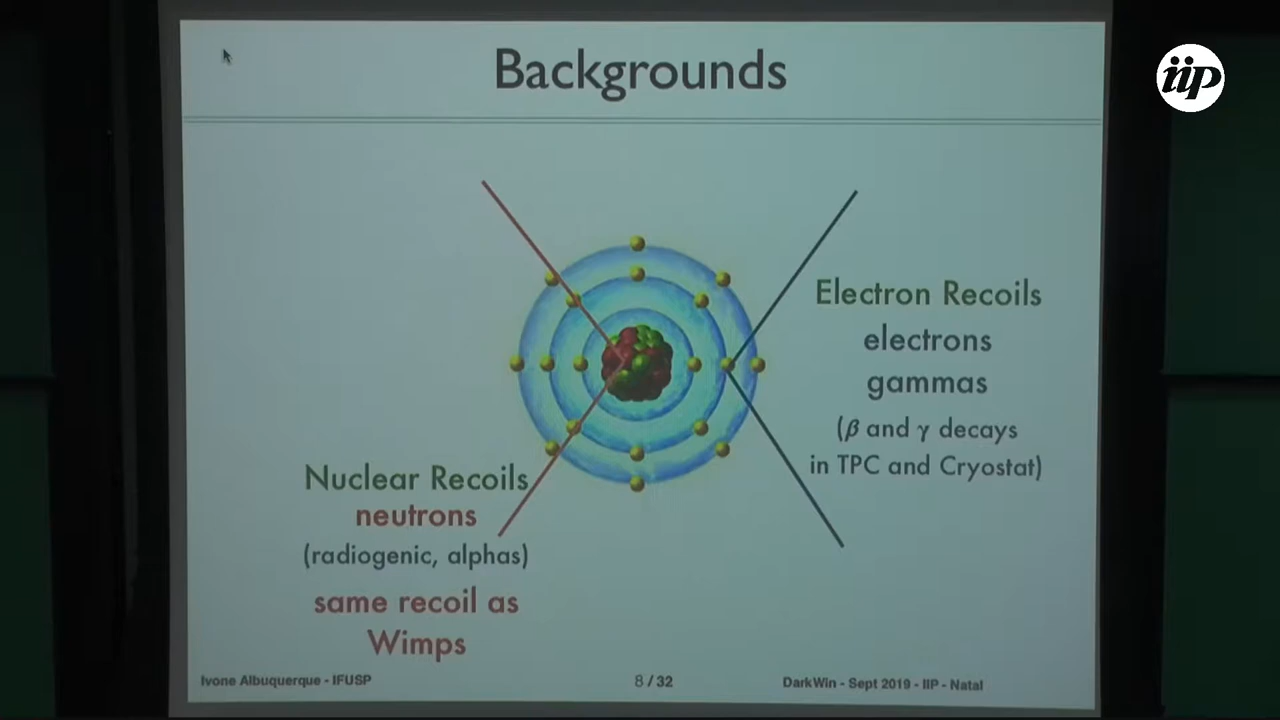 Backgrounds
iip
Electron Recoils
electrons
gammas
(β and γ decays
in TPC and Cryostat)
Nuclear Recoils
neutrons
(radiogenic, alphas)
same recoil as
Wimps
Ivone Albuquerque - IFUSP
8 / 32
DarkWin - Sept 2019 - IIP - Natal